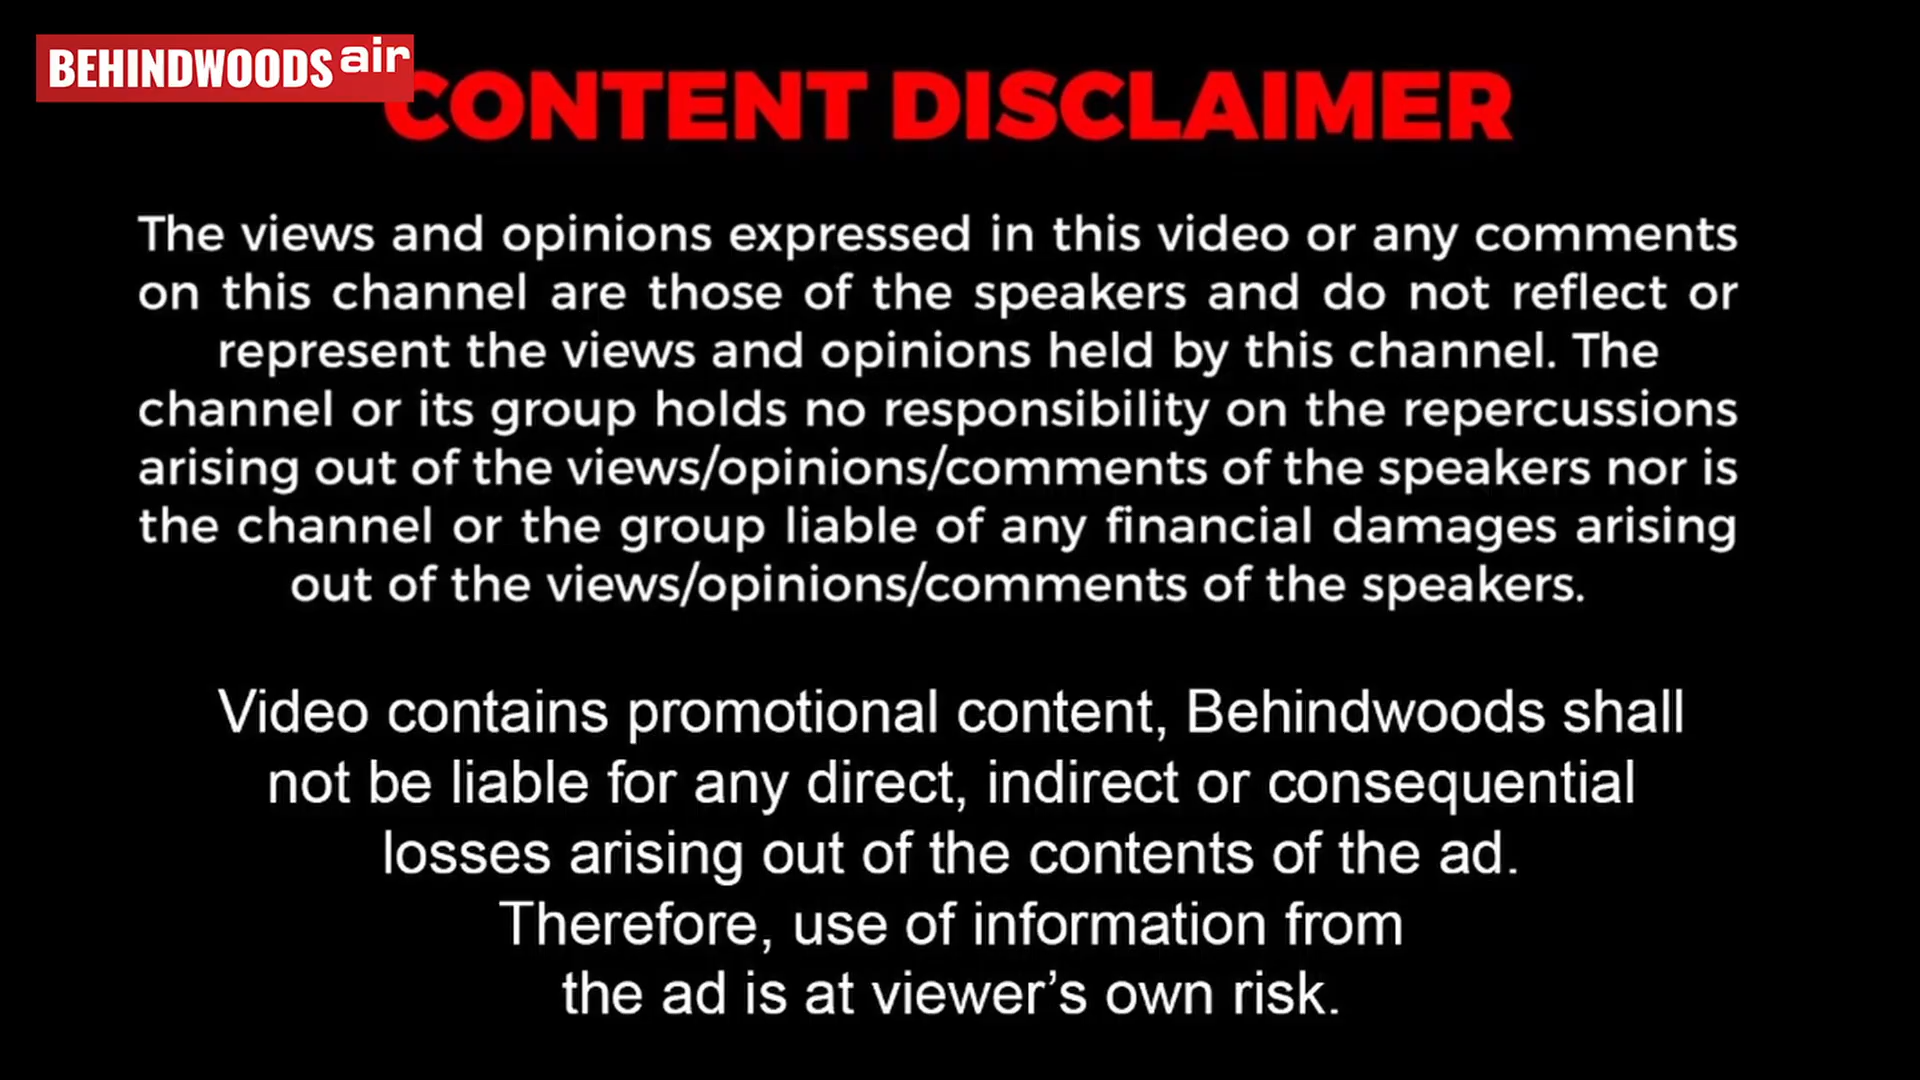 BEHINDWOODS air
CONTENT DISCLAIMER
The views and opinions expressed in this video or any comments
on this channel are those of the speakers and do not reflect or
represent the views and opinions held by this channel. The
channel or its group holds no responsibility on the repercussions
arising out of the views/opinions/comments of the speakers nor is
the channel or the group liable of any financial damages arising
out of the views/opinions/comments of the speakers.
Video contains promotional content, Behindwoods shall
not be liable for any direct, indirect or consequential
losses arising out of the contents of the ad.
Therefore, use of information from
the ad is at viewer’s own risk.